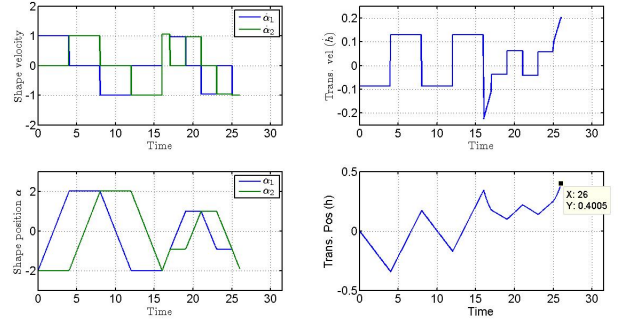 2
1
0
-1
-2
0 5 10 15 20 25 30
Time
Shape velocity
α̇₁
α̇₂
0.2
0.1
0
-0.1
-0.2
0 5 10 15 20 25 30
Time
Trans. vel (ḣ)
2
0
-2
0 5 10 15 20 25 30
Time
Shape position α
α₁
α₂
0.5
0
-0.5
0 5 10 15 20 25 30
Time
Trans. Pos (h)
X: 26
Y: 0.4005